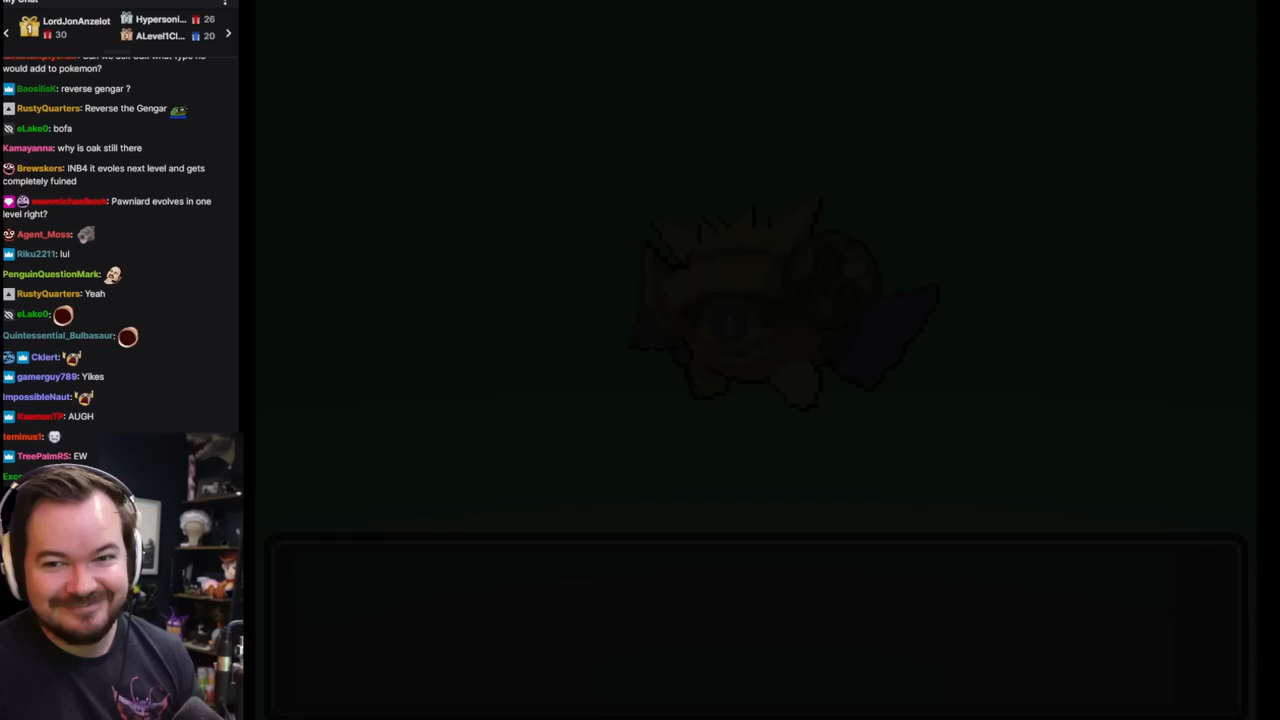 My Chat
LordJonAnzelot
30
Hypersoni... 26
ALevel1Cl... 20
would add to pokemon?
BaosilisK: reverse gengar ?
RustyQuarters: Reverse the Gengar
eLake0: bofa
Kamayanna: why is oak still there
Brewskers: INB4 it evoles next level and gets
completely fuined
seanmichaelkoch: Pawniard evolves in one
level right?
Agent_Moss:
Riku2211: lul
PenguinQuestionMark:
RustyQuarters: Yeah
eLake0:
Quintessential_Bulbasaur:
Cklert:
gamerguy789: Yikes
ImpossibleNaut:
KaemonTP: AUGH
teminus1:
TreePalmRS: EW